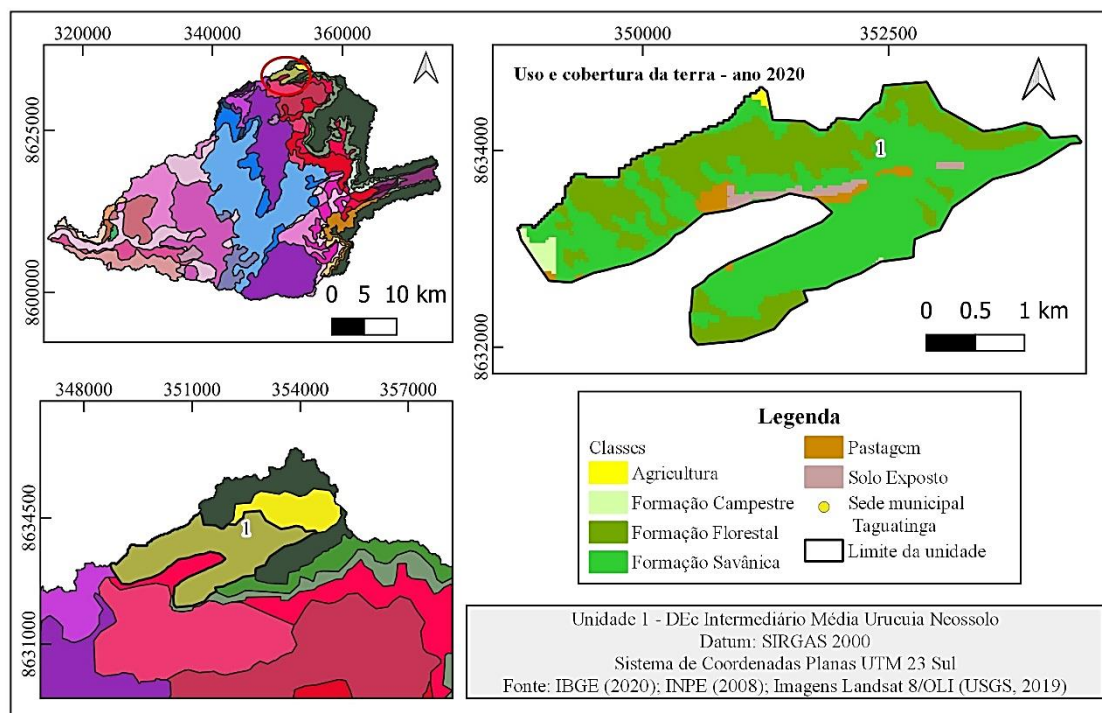 320000 340000 360000
8625000
8600000
0 5 10 km
350000 352500
Uso e cobertura da terra - ano 2020
8634000
8632000
1
0 0.5 1 km
348000 351000 354000 357000
8634500
8631000
1
Legenda
Classes
Agricultura
Formação Campestre
Formação Florestal
Formação Savânica
Pastagem
Solo Exposto
Sede municipal
Taguatinga
Limite da unidade
Unidade 1 - DEc Intermediário Média Urucuia Neossolo
Datum: SIRGAS 2000
Sistema de Coordenadas Planas UTM 23 Sul
Fonte: IBGE (2020); INPE (2008); Imagens Landsat 8/OLI (USGS, 2019)